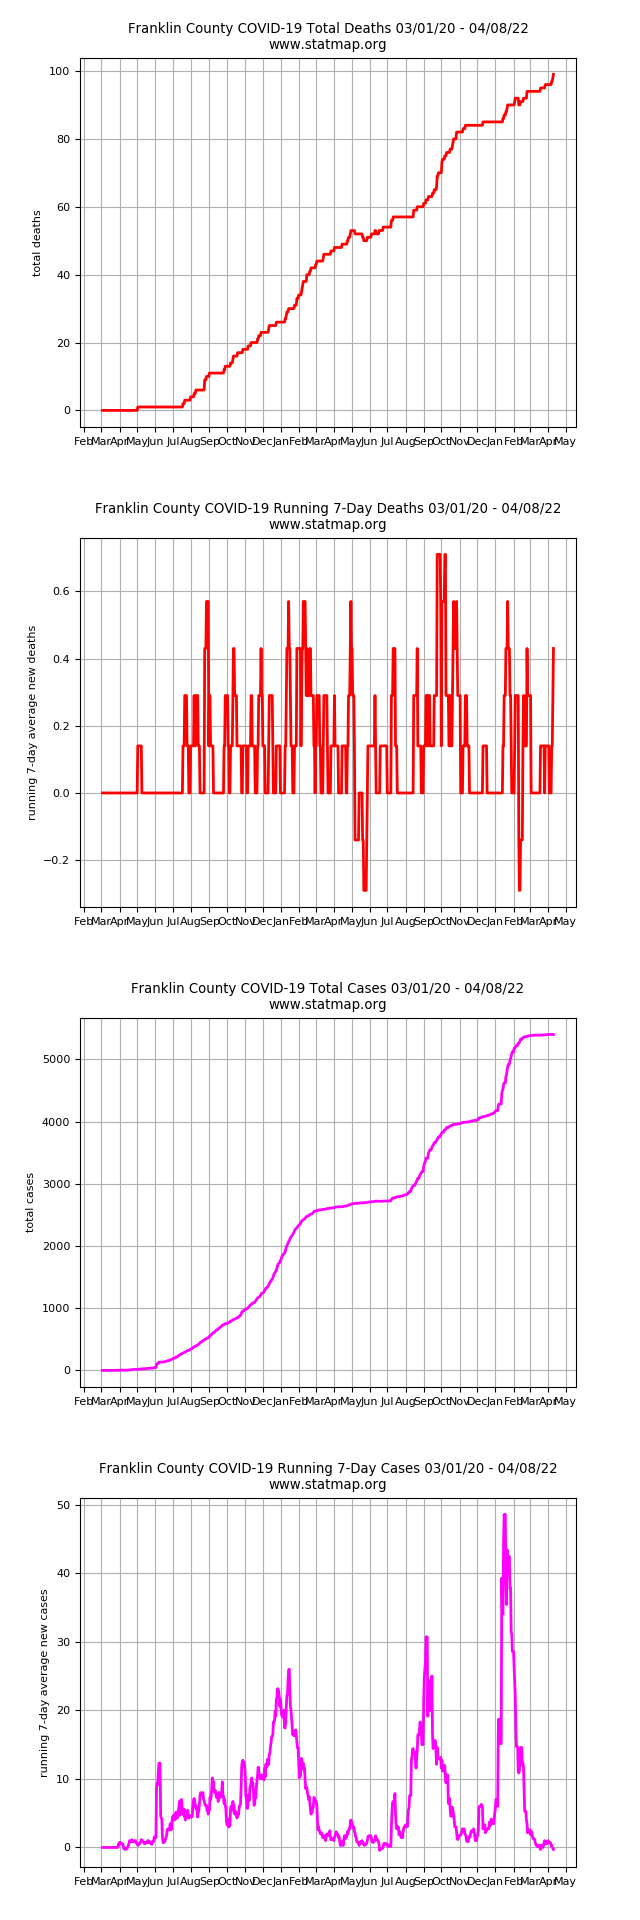 Franklin County COVID-19 Total Deaths 03/01/20 - 04/08/22
www.statmap.org
100
80
60
40
20
0
total deaths
Feb Mar Apr May Jun Jul Aug Sep Oct Nov Dec Jan Feb Mar Apr May Jun Jul Aug Sep Oct Nov Dec Jan Feb Mar Apr May
Franklin County COVID-19 Running 7-Day Deaths 03/01/20 - 04/08/22
www.statmap.org
0.6
0.4
0.2
0.0
−0.2
running 7-day average new deaths
Feb Mar Apr May Jun Jul Aug Sep Oct Nov Dec Jan Feb Mar Apr May Jun Jul Aug Sep Oct Nov Dec Jan Feb Mar Apr May
Franklin County COVID-19 Total Cases 03/01/20 - 04/08/22
www.statmap.org
5000
4000
3000
2000
1000
0
total cases
Feb Mar Apr May Jun Jul Aug Sep Oct Nov Dec Jan Feb Mar Apr May Jun Jul Aug Sep Oct Nov Dec Jan Feb Mar Apr May
Franklin County COVID-19 Running 7-Day Cases 03/01/20 - 04/08/22
www.statmap.org
50
40
30
20
10
0
running 7-day average new cases
Feb Mar Apr May Jun Jul Aug Sep Oct Nov Dec Jan Feb Mar Apr May Jun Jul Aug Sep Oct Nov Dec Jan Feb Mar Apr May